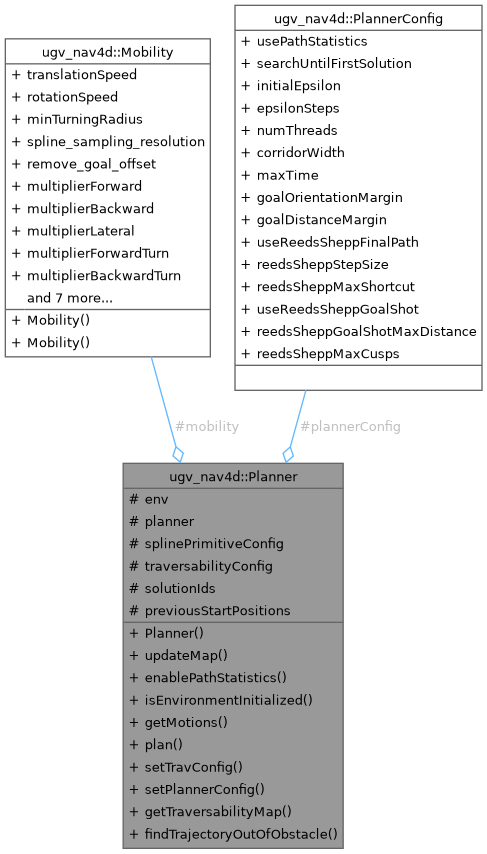 ugv_nav4d::Mobility
+ translationSpeed
+ rotationSpeed
+ minTurningRadius
+ spline_sampling_resolution
+ remove_goal_offset
+ multiplierForward
+ multiplierBackward
+ multiplierLateral
+ multiplierForwardTurn
+ multiplierBackwardTurn
and 7 more...
+ Mobility()
+ Mobility()
ugv_nav4d::PlannerConfig
+ usePathStatistics
+ searchUntilFirstSolution
+ initialEpsilon
+ epsilonSteps
+ numThreads
+ corridorWidth
+ maxTime
+ goalOrientationMargin
+ goalDistanceMargin
+ useReedsSheppFinalPath
+ reedsSheppStepSize
+ reedsSheppMaxShortcut
+ useReedsSheppGoalShot
+ reedsSheppGoalShotMaxDistance
+ reedsSheppMaxCusps
#mobility
#plannerConfig
ugv_nav4d::Planner
# env
# planner
# splinePrimitiveConfig
# traversabilityConfig
# solutionIds
# previousStartPositions
+ Planner()
+ updateMap()
+ enablePathStatistics()
+ isEnvironmentInitialized()
+ getMotions()
+ plan()
+ setTravConfig()
+ setPlannerConfig()
+ getTraversabilityMap()
+ findTrajectoryOutOfObstacle()